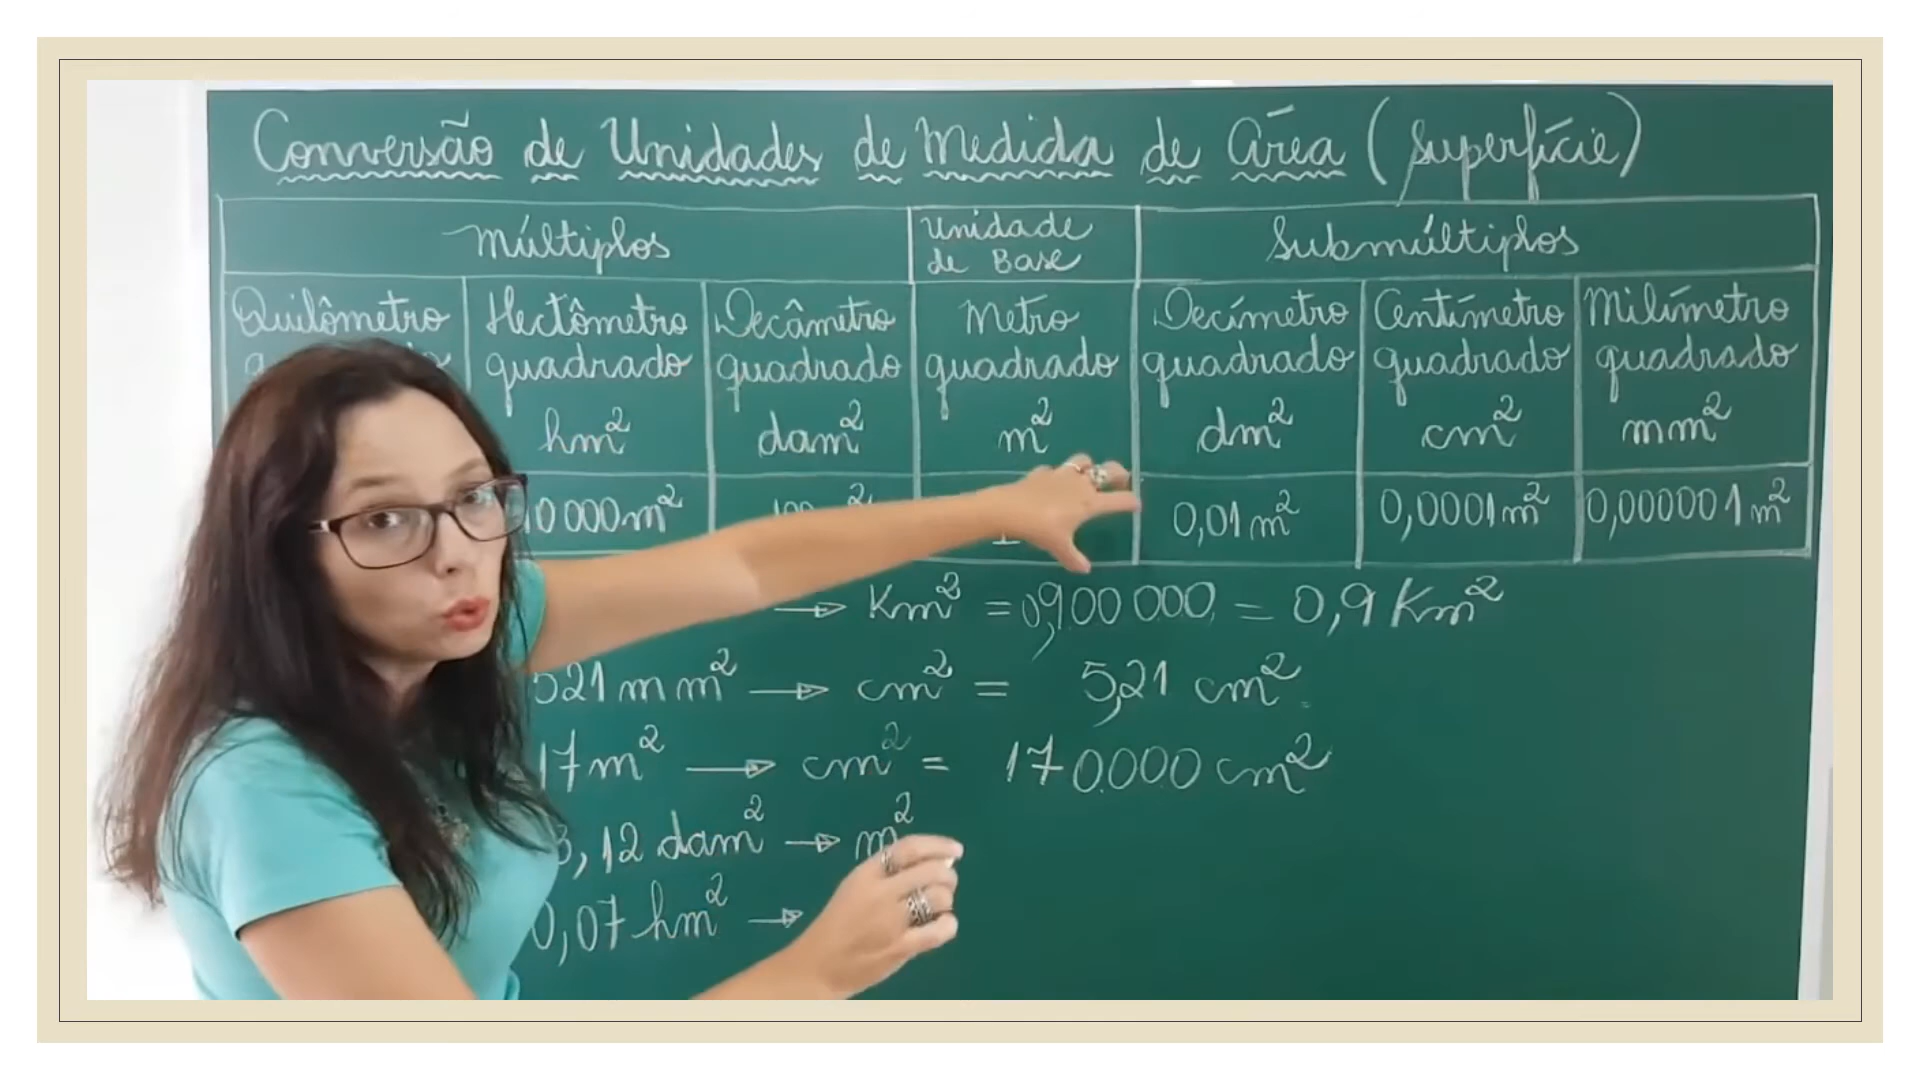 Conversão de Unidades de Medida de Área (superfície)
Múltiplos
Unidade de Base
Submúltiplos
Quilômetro
Hectômetro quadrado hm²
Decâmetro quadrado dam²
Metro quadrado m²
Decímetro quadrado dm²
Centímetro quadrado cm²
Milímetro quadrado mm²
0 000 m²
0,01 m²
0,0001 m²
0,000001 m²
→ Km² = 0,900 000 = 0,9 Km²
521 mm² → cm² = 5,21 cm²
17 m² → cm² = 170000 cm²
,12 dam² → m²
0,07 hm² →